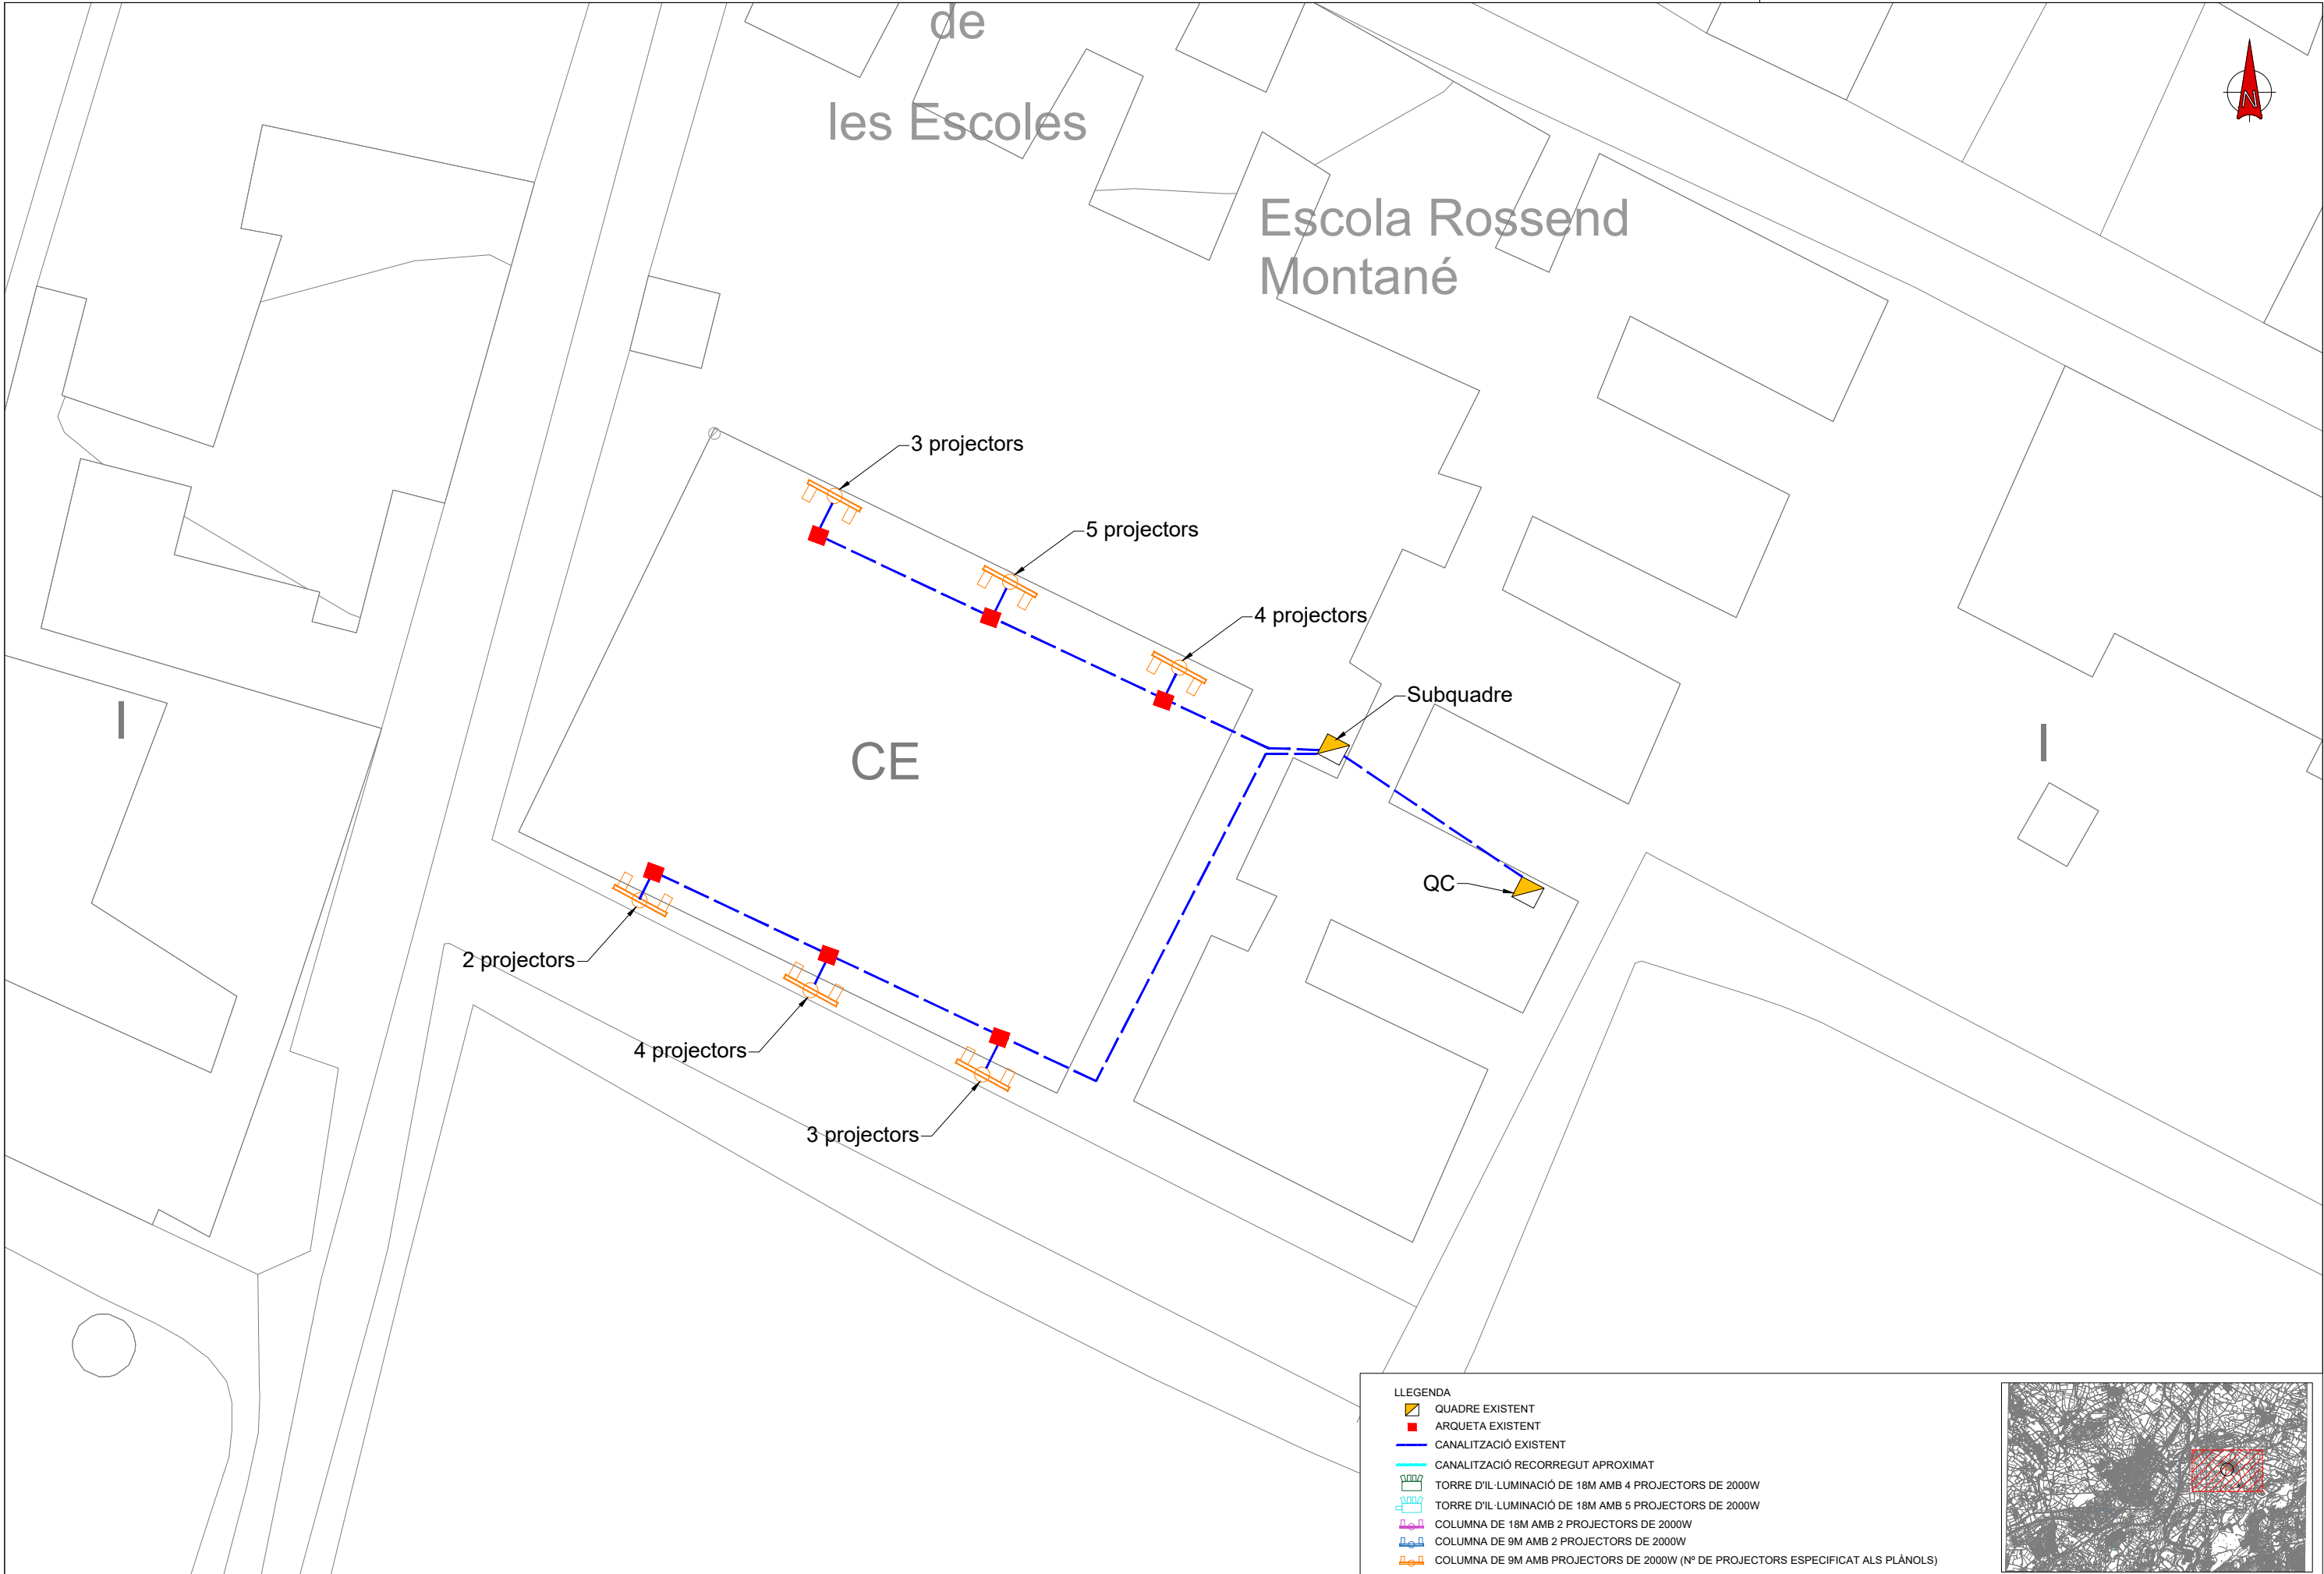 de
les Escoles
N
Escola Rossend
Montané
3 projectors
5 projectors
4 projectors
Subquadre
I
I
CE
QC
2 projectors
4 projectors
3 projectors
LLEGENDA
QUADRE EXISTENT
ARQUETA EXISTENT
CANALITZACIÓ EXISTENT
CANALITZACIÓ RECORREGUT APROXIMAT
TORRE D'IL·LUMINACIÓ DE 18M AMB 4 PROJECTORS DE 2000W
TORRE D'IL·LUMINACIÓ DE 18M AMB 5 PROJECTORS DE 2000W
COLUMNA DE 18M AMB 2 PROJECTORS DE 2000W
COLUMNA DE 9M AMB 2 PROJECTORS DE 2000W
COLUMNA DE 9M AMB PROJECTORS DE 2000W (Nº DE PROJECTORS ESPECIFICAT ALS PLÀNOLS)